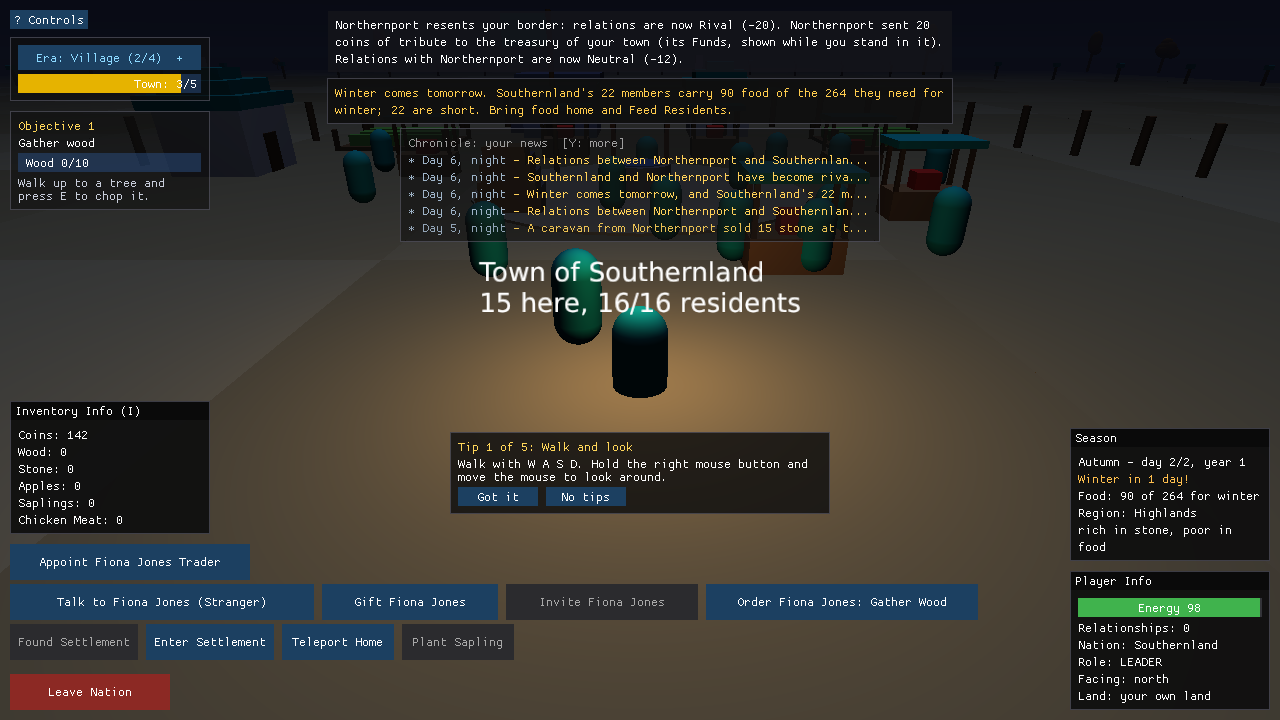 ? Controls
Era: Village (2/4) +
Town: 3/5
Objective 1
Gather wood
Wood 0/10
Walk up to a tree and
press E to chop it.
Northernport resents your border: relations are now Rival (-20). Northernport sent 20
coins of tribute to the treasury of your town (its Funds, shown while you stand in it).
Relations with Northernport are now Neutral (-12).
Winter comes tomorrow. Southernland's 22 members carry 90 food of the 264 they need for
winter; 22 are short. Bring food home and Feed Residents.
Chronicle: your news [Y: more]
* Day 6, night - Relations between Northernport and Southernlan...
* Day 6, night - Southernland and Northernport have become riva...
* Day 6, night - Winter comes tomorrow, and Southernland's 22 m...
* Day 6, night - Relations between Northernport and Southernlan...
* Day 5, night - A caravan from Northernport sold 15 stone at t...
Town of Southernland
15 here, 16/16 residents
Tip 1 of 5: Walk and look
Walk with W A S D. Hold the right mouse button and
move the mouse to look around.
Got it No tips
Inventory Info (I)
Coins: 142
Wood: 0
Stone: 0
Apples: 0
Saplings: 0
Chicken Meat: 0
Appoint Fiona Jones Trader
Talk to Fiona Jones (Stranger) Gift Fiona Jones Invite Fiona Jones Order Fiona Jones: Gather Wood
Found Settlement Enter Settlement Teleport Home Plant Sapling
Leave Nation
Season
Autumn - day 2/2, year 1
Winter in 1 day!
Food: 90 of 264 for winter
Region: Highlands
rich in stone, poor in
food
Player Info
Energy 98
Relationships: 0
Nation: Southernland
Role: LEADER
Facing: north
Land: your own land